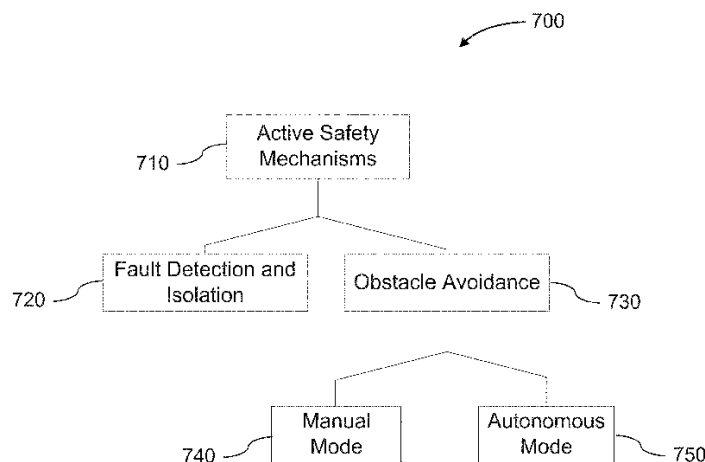 700
Active Safety
Mechanisms
710
Fault Detection and
Isolation
Obstacle Avoidance
720
730
Manual
Mode
Autonomous
Mode
740
750